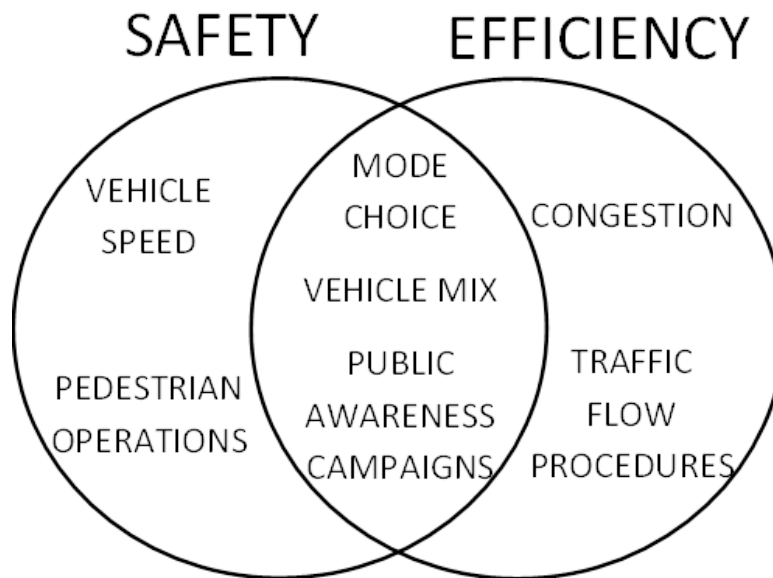 SAFETY
EFFICIENCY
VEHICLE
SPEED
PEDESTRIAN
OPERATIONS
MODE
CHOICE
VEHICLE MIX
PUBLIC
AWARENESS
CAMPAIGNS
CONGESTION
TRAFFIC
FLOW
PROCEDURES